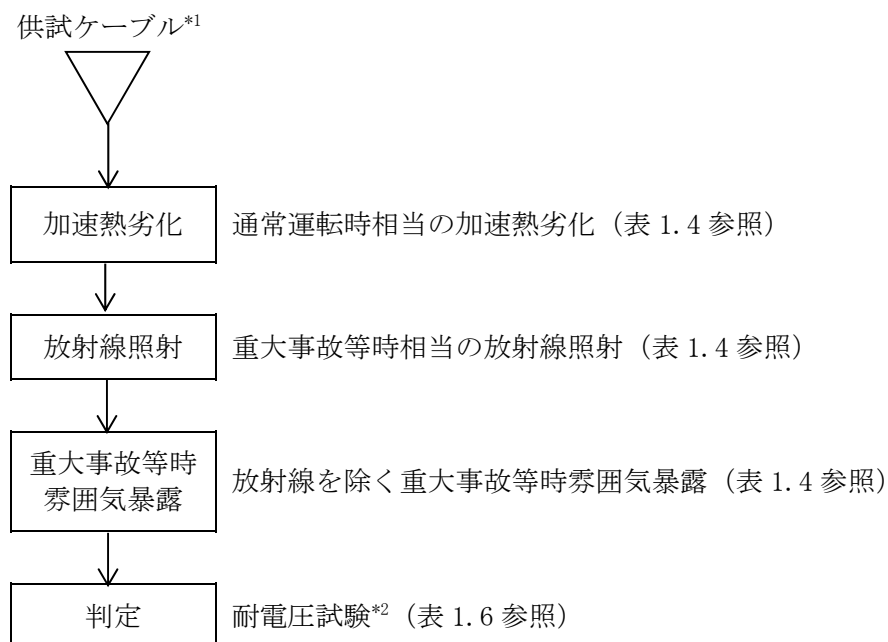 供試ケーブル*1
加速熱劣化 通常運転時相当の加速熱劣化（表 1.4 参照）
放射線照射 重大事故等時相当の放射線照射（表 1.4 参照）
重大事故等時
雰囲気暴露
放射線を除く重大事故等時雰囲気暴露（表 1.4 参照）
判定 耐電圧試験*2（表 1.6 参照）